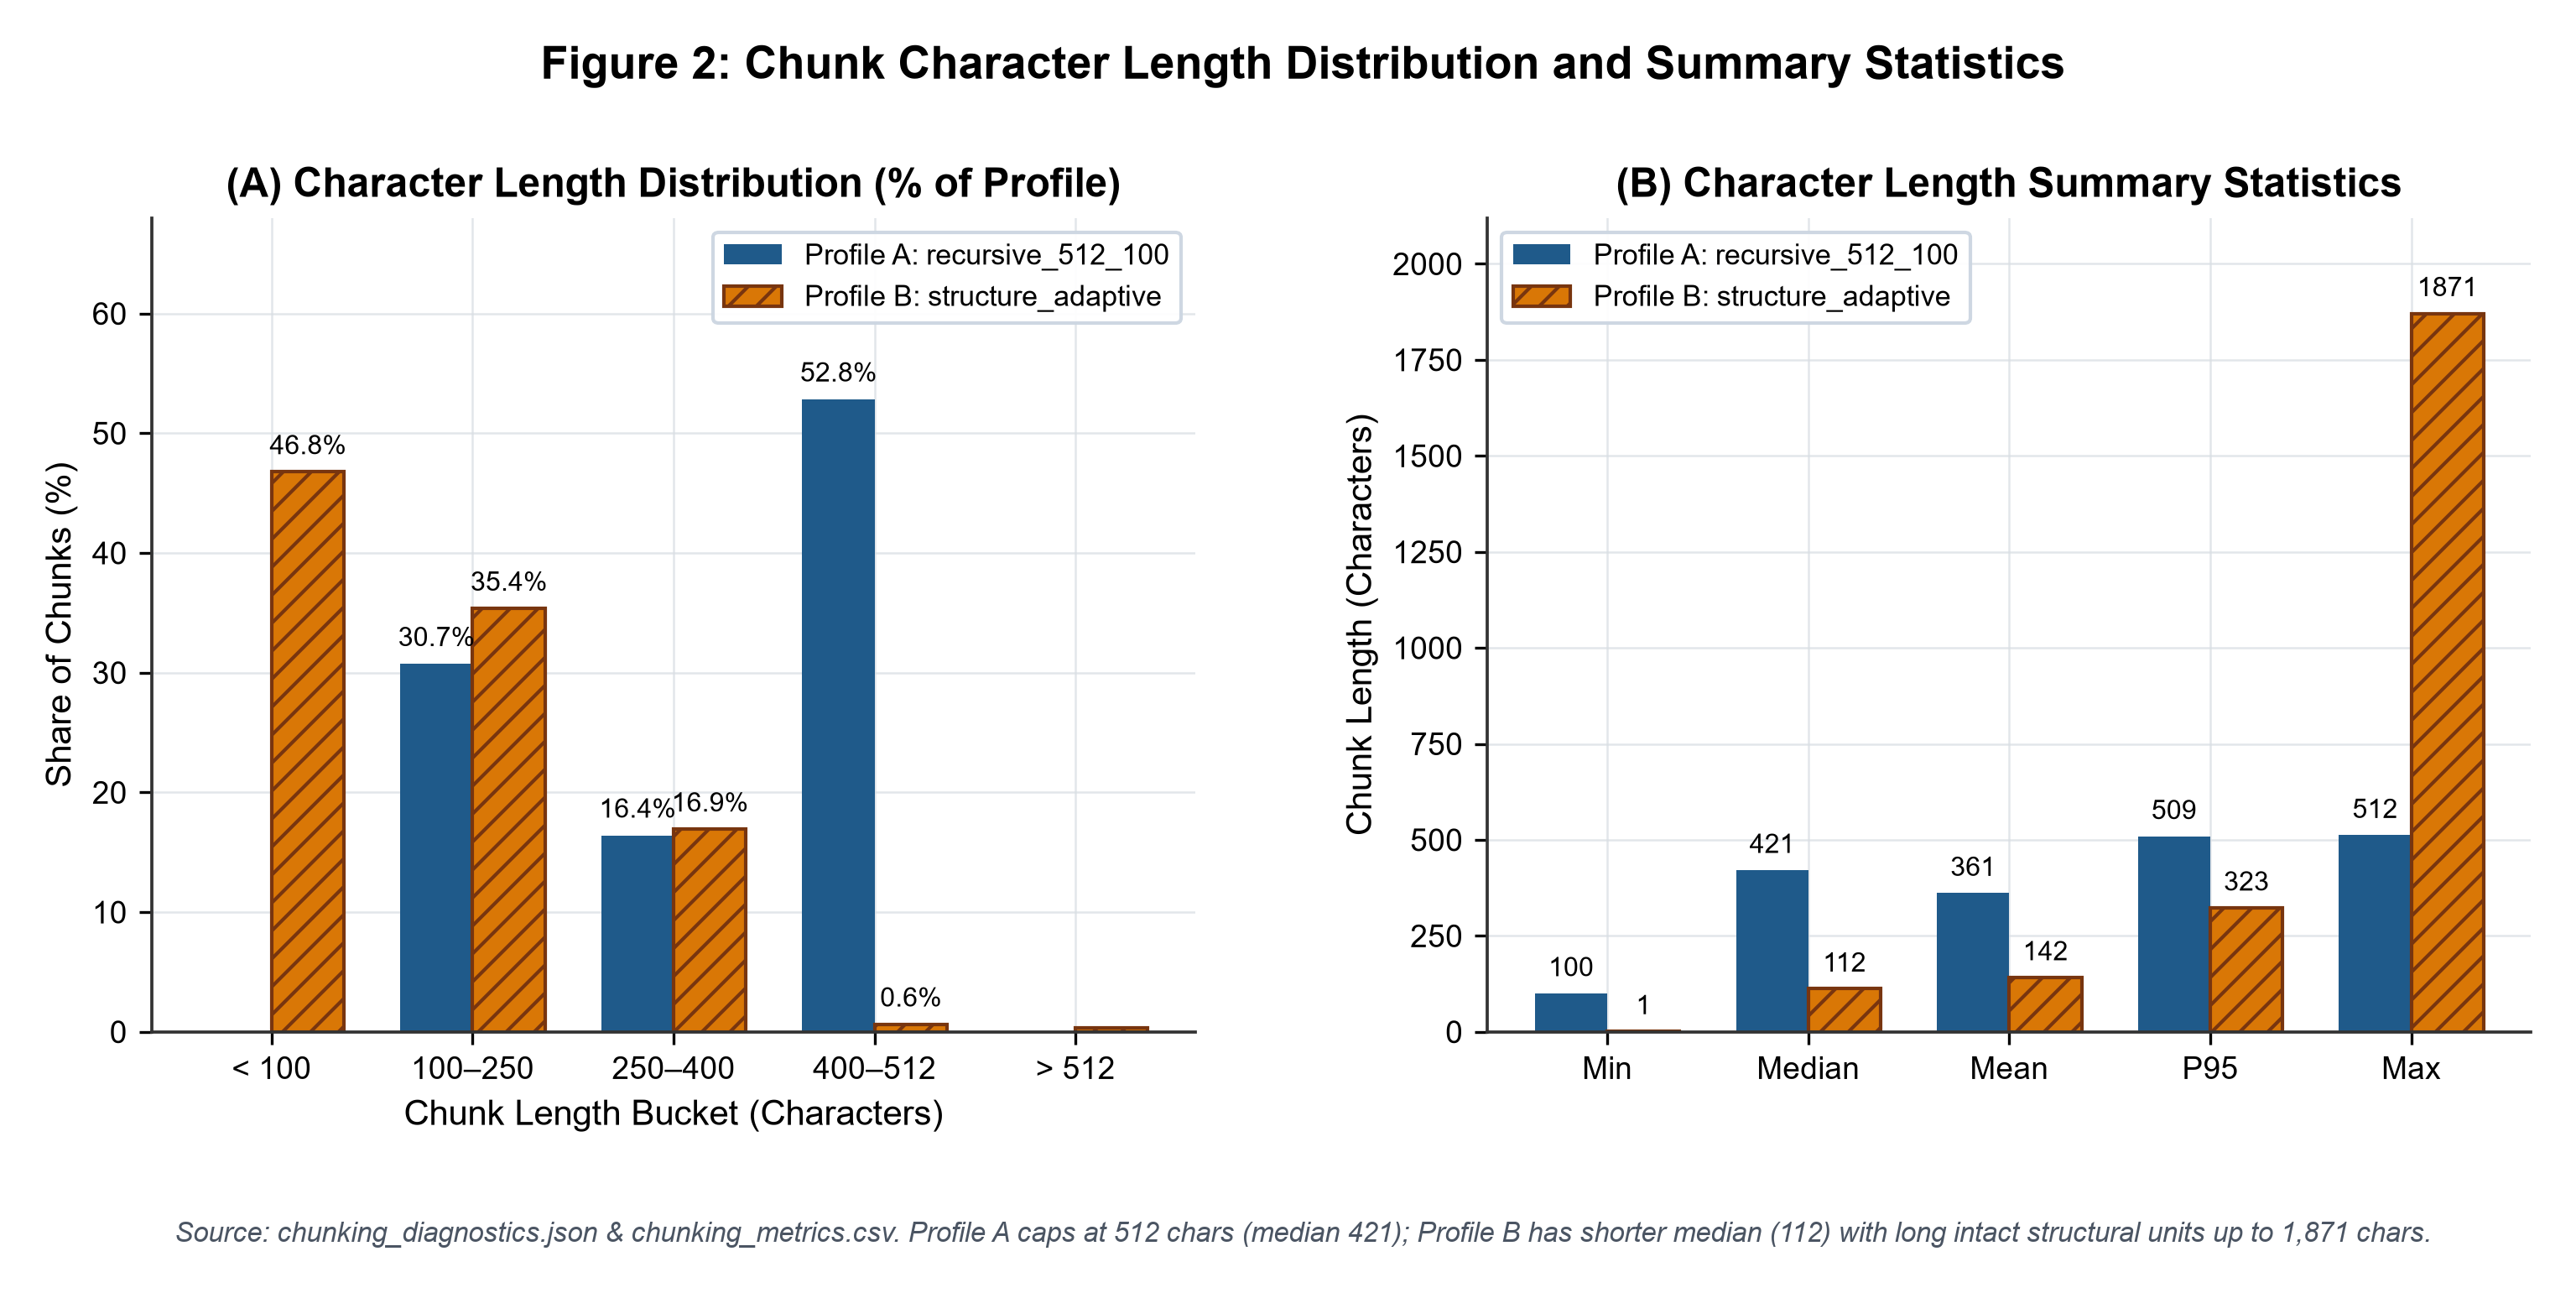 Figure 2: Chunk Character Length Distribution and Summary Statistics
(A) Character Length Distribution (% of Profile)
Profile A: recursive_512_100
Profile B: structure_adaptive
Share of Chunks (%)
60
50
40
30
20
10
0
46.8%
30.7%
35.4%
16.4%
16.9%
52.8%
0.6%
< 100
100–250
250–400
400–512
> 512
Chunk Length Bucket (Characters)
(B) Character Length Summary Statistics
Profile A: recursive_512_100
Profile B: structure_adaptive
Chunk Length (Characters)
2000
1750
1500
1250
1000
750
500
250
0
100
1
421
112
361
142
509
323
512
1871
Min
Median
Mean
P95
Max
Source: chunking_diagnostics.json & chunking_metrics.csv. Profile A caps at 512 chars (median 421); Profile B has shorter median (112) with long intact structural units up to 1,871 chars.